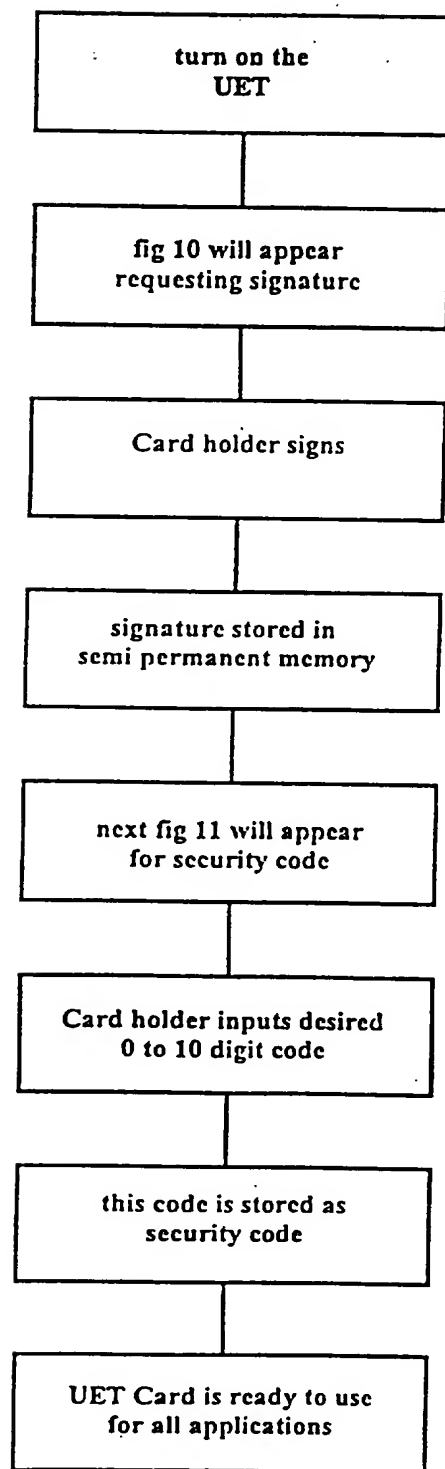 turn on the
UET
fig 10 will appear
requesting signature
Card holder signs
signature stored in
semi permanent memory
next fig 11 will appear
for security code
Card holder inputs desired
0 to 10 digit code
this code is stored as
security code
UET Card is ready to use
for all applications